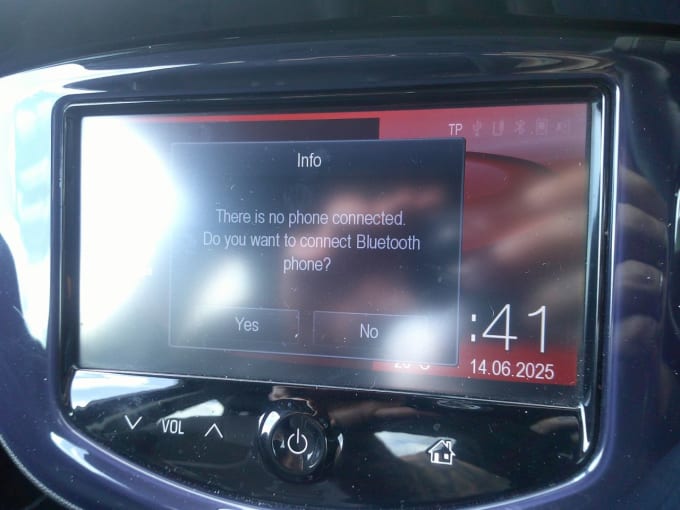 TP
Info
There is no phone connected.
Do you want to connect Bluetooth
phone?
Yes
No
:41
14.06.2025
VOL